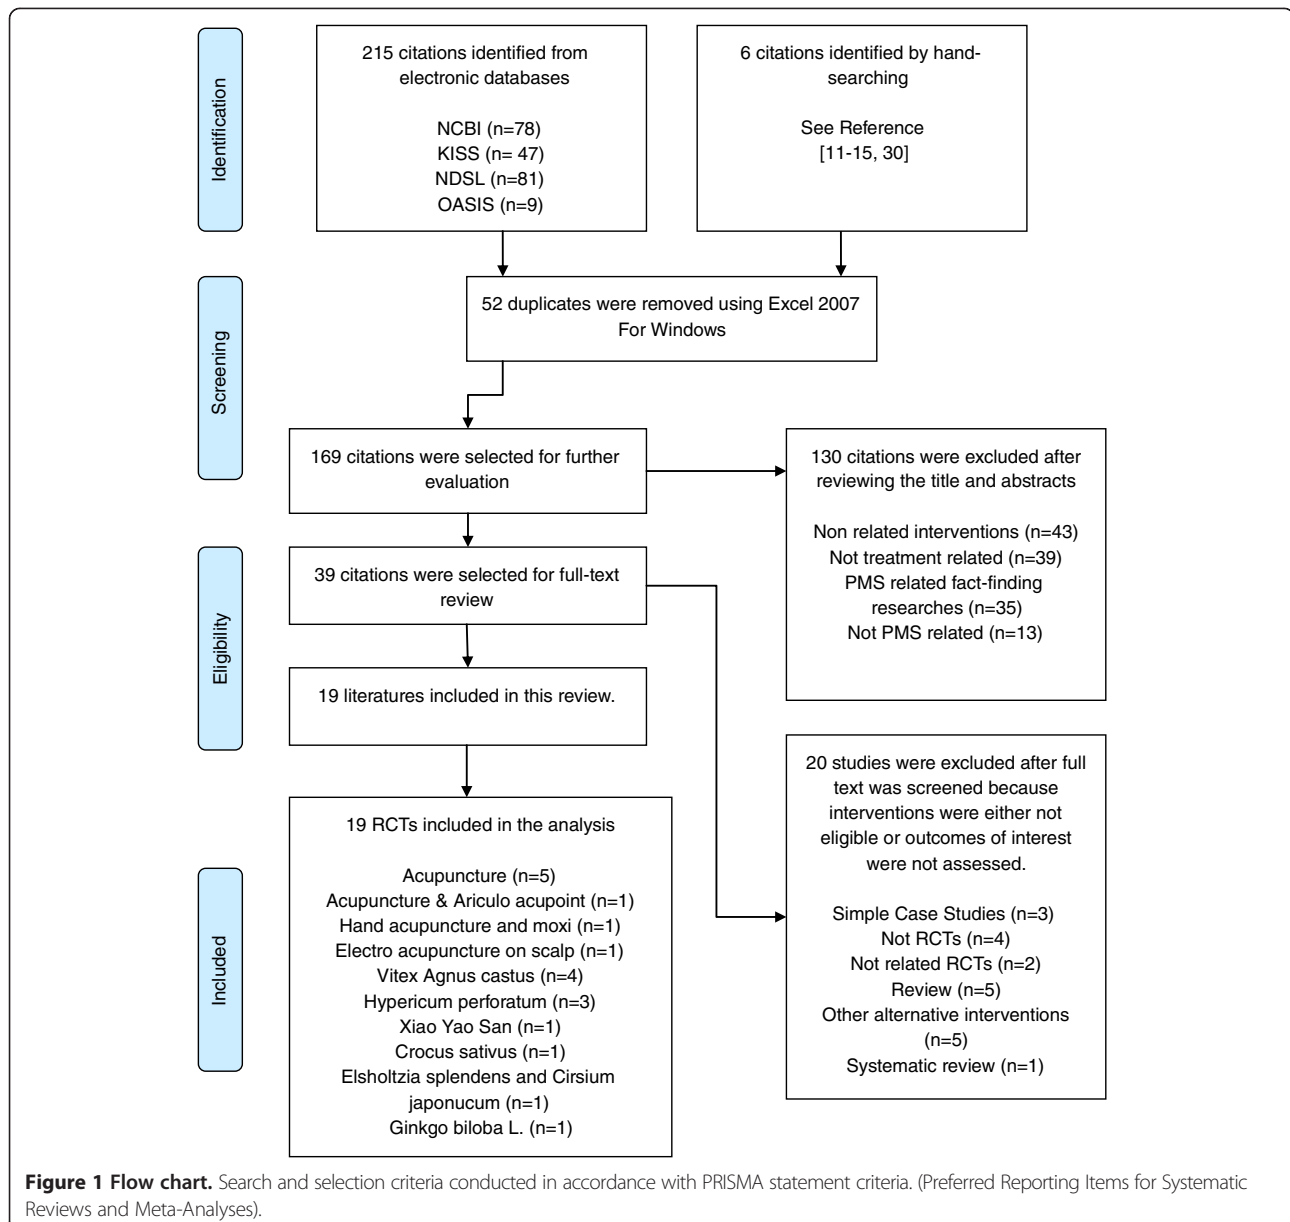 Identification
215 citations identified from
electronic databases
NCBI (n=78)
KISS (n= 47)
NDSL (n=81)
OASIS (n=9)
6 citations identified by hand-
searching
See Reference
[11-15, 30]
Screening
52 duplicates were removed using Excel 2007
For Windows
169 citations were selected for further
evaluation
130 citations were excluded after
reviewing the title and abstracts
Non related interventions (n=43)
Not treatment related (n=39)
PMS related fact-finding
researches (n=35)
Not PMS related (n=13)
Eligibility
39 citations were selected for full-text
review
19 literatures included in this review.
20 studies were excluded after full
text was screened because
interventions were either not
eligible or outcomes of interest
were not assessed.
Simple Case Studies (n=3)
Not RCTs (n=4)
Not related RCTs (n=2)
Review (n=5)
Other alternative interventions
(n=5)
Systematic review (n=1)
Included
19 RCTs included in the analysis
Acupuncture (n=5)
Acupuncture & Ariculo acupoint (n=1)
Hand acupuncture and moxi (n=1)
Electro acupuncture on scalp (n=1)
Vitex Agnus castus (n=4)
Hypericum perforatum (n=3)
Xiao Yao San (n=1)
Crocus sativus (n=1)
Elsholtzia splendens and Cirsium
japonucum (n=1)
Ginkgo biloba L. (n=1)
Figure 1 Flow chart. Search and selection criteria conducted in accordance with PRISMA statement criteria. (Preferred Reporting Items for Systematic
Reviews and Meta-Analyses).